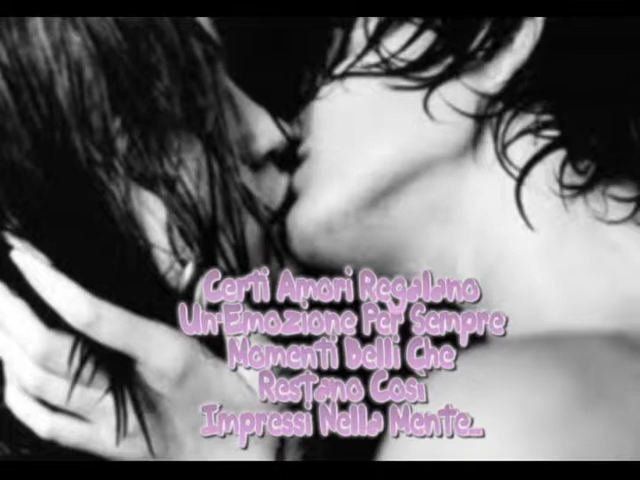 Certi Amori Regalano
Un'Emozione Per Sempre
Momenti Belli Che
Restano Così
Impressi Nella Mente...